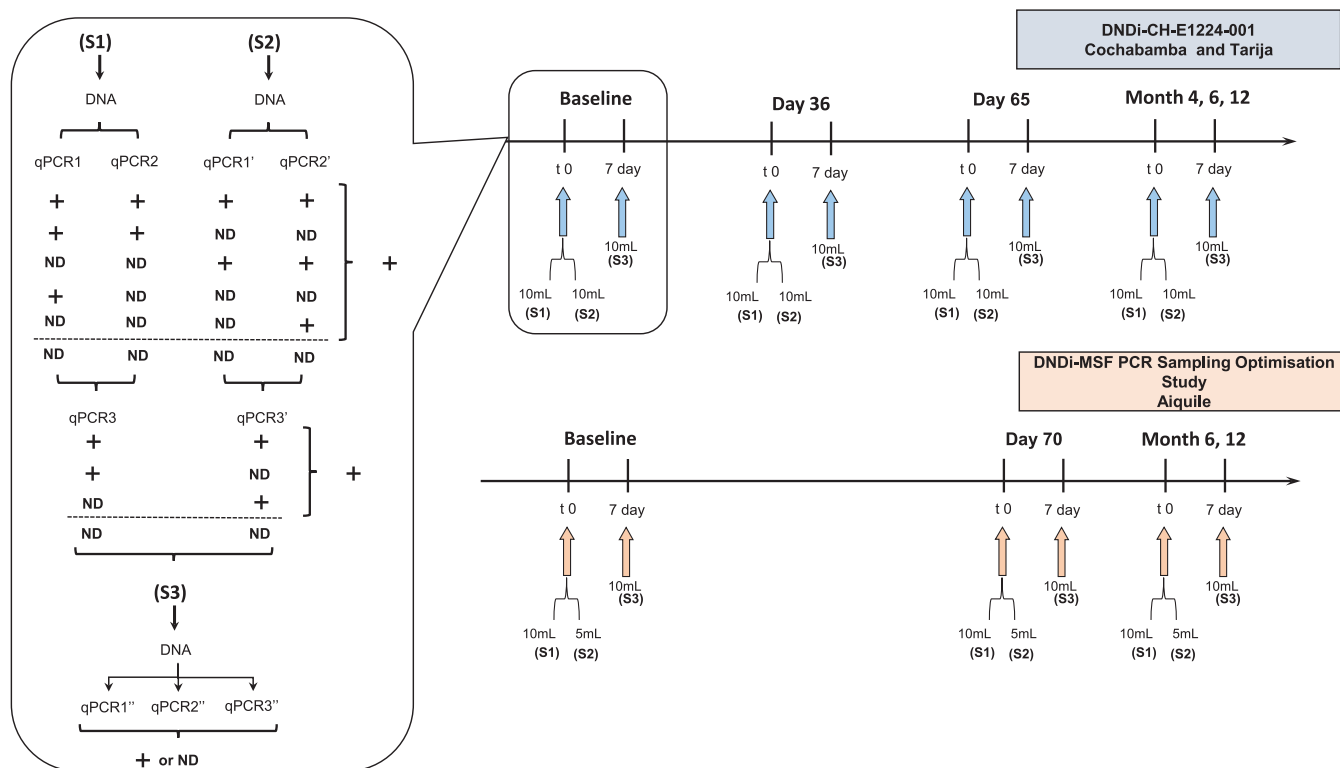 (S1) (S2)
DNA DNA
qPCR1 qPCR2 qPCR1' qPCR2'
+ + + +
+ + ND ND
ND ND + +
+
+ ND ND ND
ND ND ND +
ND ND ND ND
qPCR3 qPCR3'
+ +
+ ND
+
ND +
ND ND
(S3)
DNA
qPCR1'' qPCR2'' qPCR3''
+ or ND
DNDi-CH-E1224-001
Cochabamba and Tarija
Baseline Day 36 Day 65 Month 4, 6, 12
t 0 7 day t 0 7 day t 0 7 day t 0 7 day
10mL 10mL 10mL 10mL
(S3) (S3) (S3) (S3)
10mL 10mL 10mL 10mL 10mL 10mL 10mL 10mL
(S1) (S2) (S1) (S2) (S1) (S2) (S1) (S2)
DNDi-MSF PCR Sampling Optimisation
Study
Aiquile
Baseline Day 70 Month 6, 12
t 0 7 day t 0 7 day t 0 7 day
10mL 10mL 10mL
(S3) (S3) (S3)
10mL 5mL 10mL 5mL 10mL 5mL
(S1) (S2) (S1) (S2) (S1) (S2)